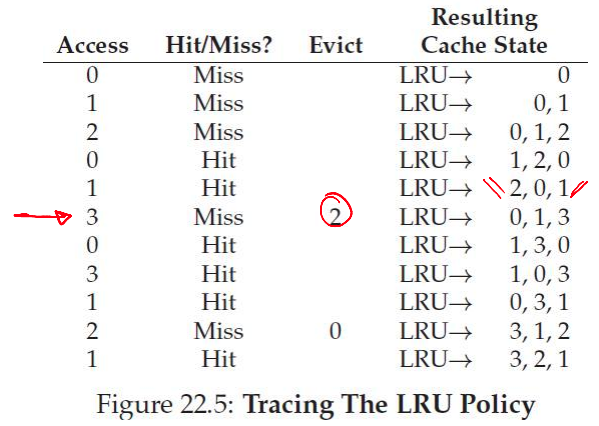 Resulting
Access Hit/Miss? Evict Cache State
0 Miss LRU→ 0
1 Miss LRU→ 0, 1
2 Miss LRU→ 0, 1, 2
0 Hit LRU→ 1, 2, 0
1 Hit LRU→ 2, 0, 1
3 Miss 2 LRU→ 0, 1, 3
0 Hit LRU→ 1, 3, 0
3 Hit LRU→ 1, 0, 3
1 Hit LRU→ 0, 3, 1
2 Miss 0 LRU→ 3, 1, 2
1 Hit LRU→ 3, 2, 1
Figure 22.5: Tracing The LRU Policy